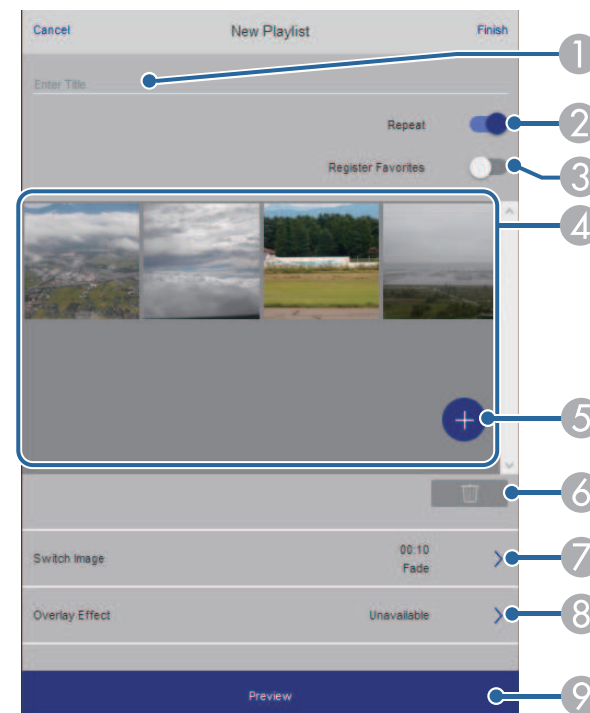 Cancel New Playlist Finish
1
Enter Title
Repeat 2
Register Favorites 3
4
+ 5
6
Switch Image 00:10 Fade 7
Overlay Effect Unavailable 8
Preview 9